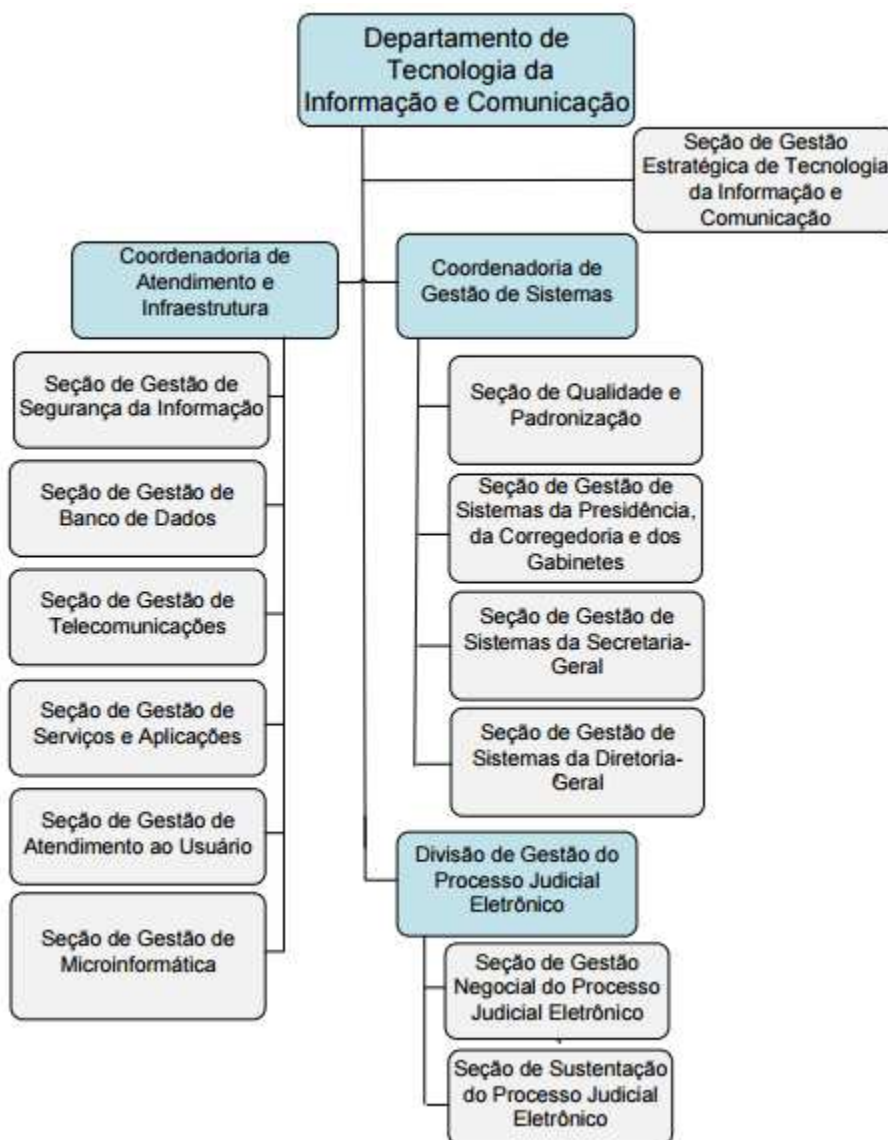 Departamento de
Tecnologia da
Informação e Comunicação
Seção de Gestão
Estratégica de Tecnologia
da Informação e
Comunicação
Coordenadoria de
Atendimento e
Infraestrutura
Coordenadoria de
Gestão de Sistemas
Seção de Gestão de
Segurança da Informação
Seção de Gestão de
Banco de Dados
Seção de Gestão de
Telecomunicações
Seção de Gestão de
Serviços e Aplicações
Seção de Gestão de
Atendimento ao Usuário
Seção de Gestão de
Microinformática
Seção de Qualidade e
Padronização
Seção de Gestão de
Sistemas da Presidência,
da Corregedoria e dos
Gabinetes
Seção de Gestão de
Sistemas da Secretaria-
Geral
Seção de Gestão de
Sistemas da Diretoria-
Geral
Divisão de Gestão do
Processo Judicial
Eletrônico
Seção de Gestão
Negocial do Processo
Judicial Eletrônico
Seção de Sustentação
do Processo Judicial
Eletrônico